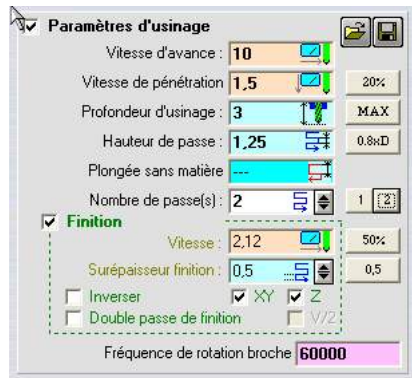 Paramètres d'usinage
Vitesse d'avance : 10
Vitesse de pénétration 1,5 20%
Profondeur d'usinage : 3 MAX
Hauteur de passe : 1,25 0.8xD
Plongée sans matière ---
Nombre de passe(s) : 2 1 2
Finition
Vitesse : 2,12 50%
Surépaisseur finition : 0,5 0,5
Inverser XY Z
Double passe de finition V/2
Fréquence de rotation broche 60000